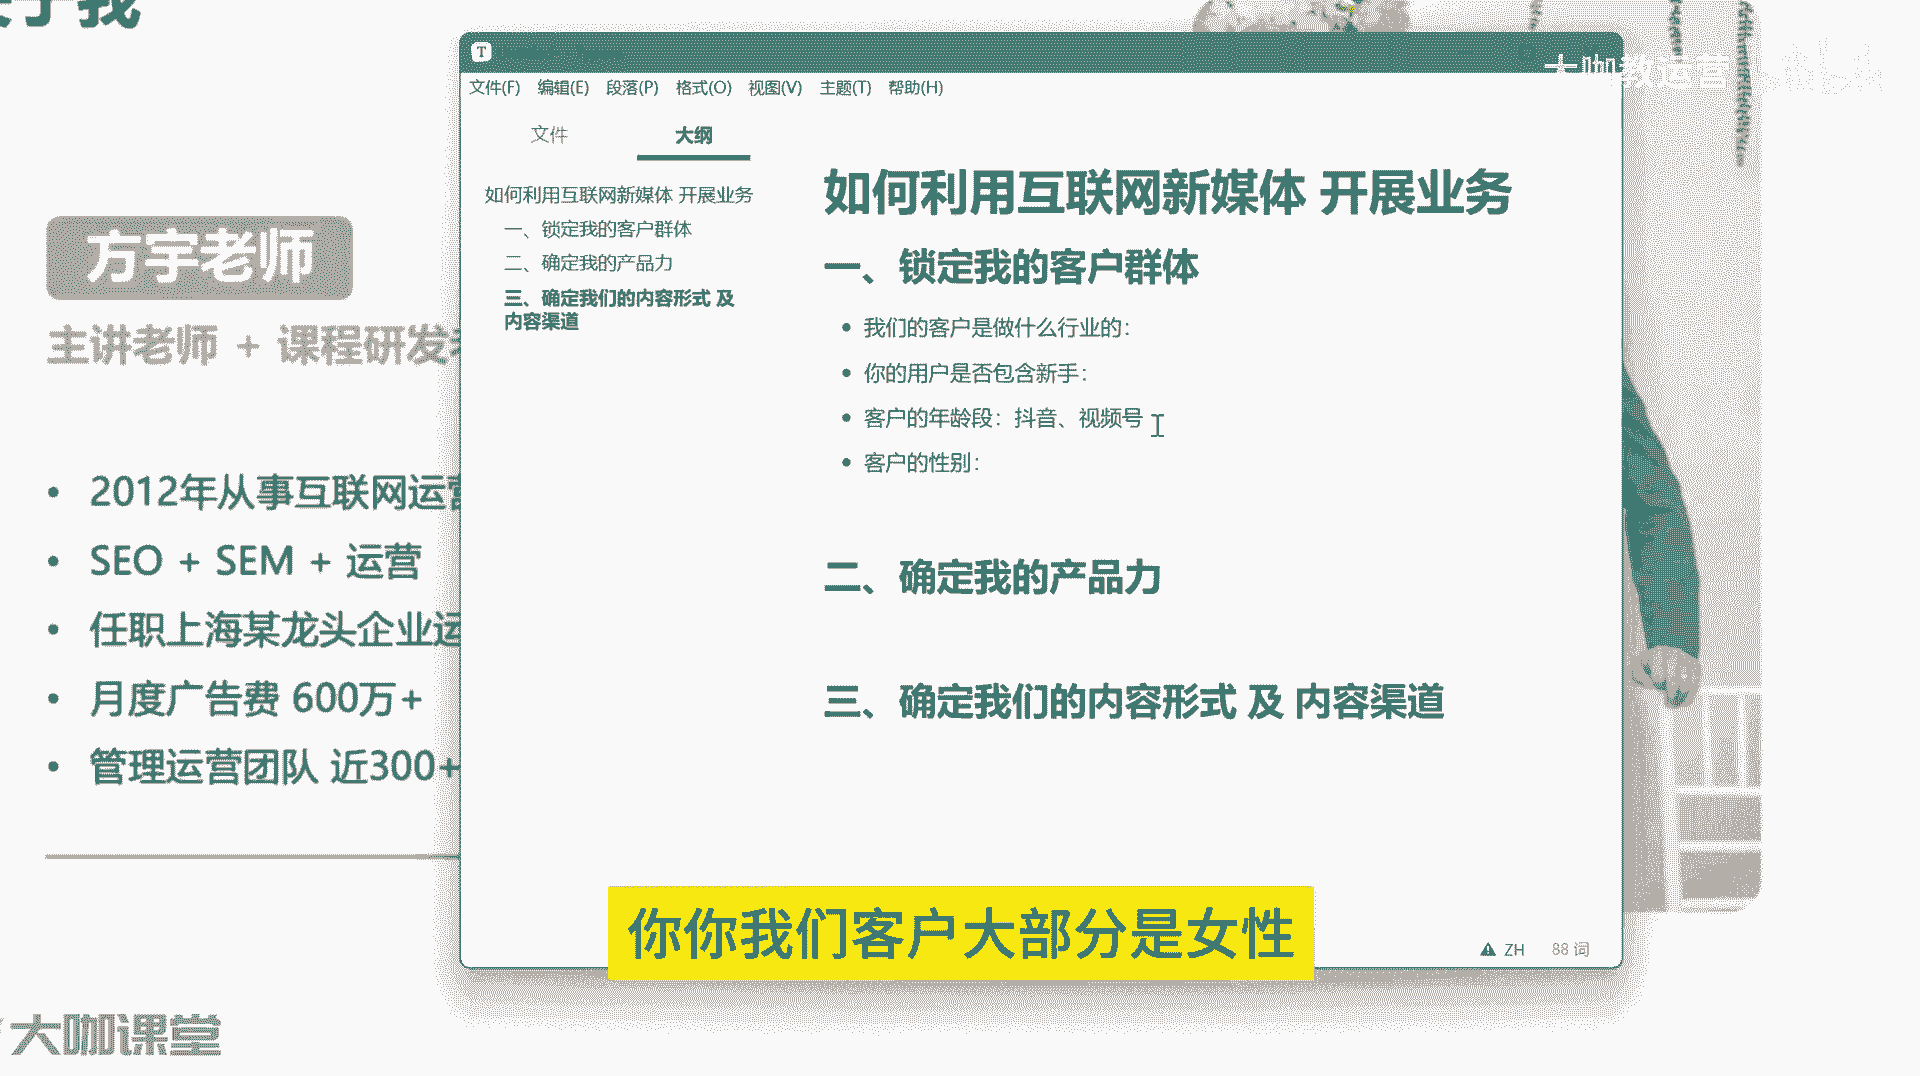 方宇老师
主讲老师 + 课程研发
2012年从事互联网运营
SEO + SEM + 运营
任职上海某龙头企业运
月度广告费 600万+
管理运营团队 近300+
大咖课堂
T
文件(F) 编辑(E) 段落(P) 格式(O) 视图(V) 主题(T) 帮助(H)
文件 大纲
如何利用互联网新媒体 开展业务
一、锁定我的客户群体
二、确定我的产品力
三、确定我们的内容形式 及
内容渠道
如何利用互联网新媒体 开展业务
一、锁定我的客户群体
我们的客户是做什么行业的：
你的用户是否包含新手：
客户的年龄段：抖音、视频号
客户的性别：
二、确定我的产品力
三、确定我们的内容形式 及 内容渠道
ZH 88 词
大咖教运营
你你我们客户大部分是女性